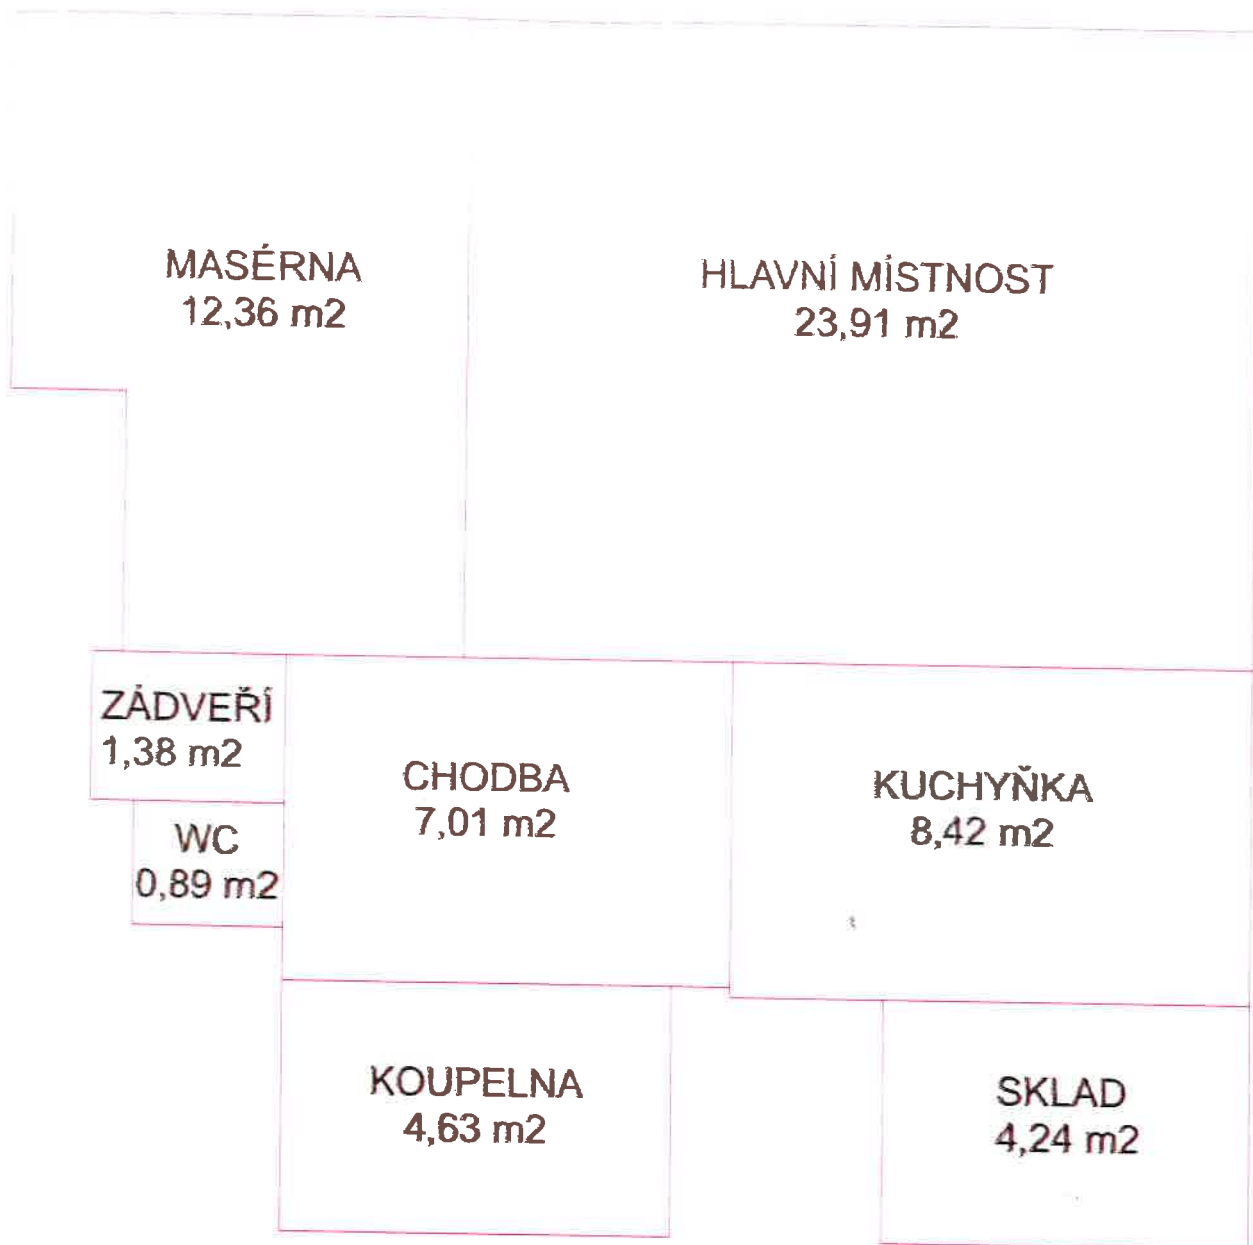 MASÉRNA
12,36 m2
HLAVNÍ MÍSTNOST
23,91 m2
ZÁDVEŘÍ
1,38 m2
CHODBA
7,01 m2
KUCHYŇKA
8,42 m2
WC
0,89 m2
KOUPELNA
4,63 m2
SKLAD
4,24 m2